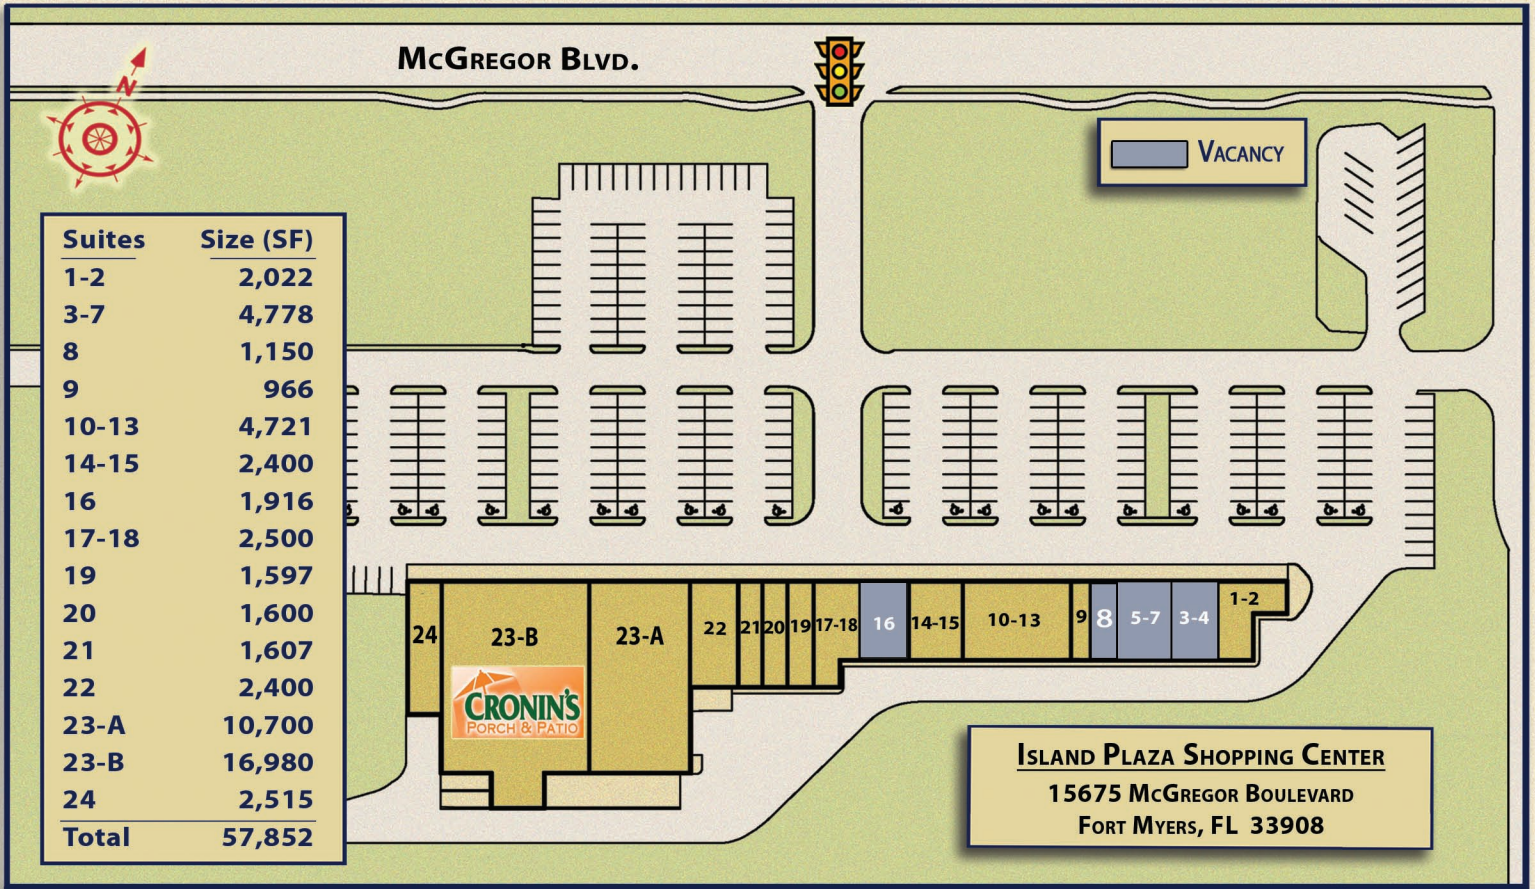 McGregor Blvd.
N
Vacancy
Suites Size (SF)
1-2 2,022
3-7 4,778
8 1,150
9 966
10-13 4,721
14-15 2,400
16 1,916
17-18 2,500
19 1,597
20 1,600
21 1,607
22 2,400
23-A 10,700
23-B 16,980
24 2,515
Total 57,852
24 23-B 23-A 22 21 20 19 17-18 16 14-15 10-13 9 8 5-7 3-4 1-2
CRONIN'S
PORCH & PATIO
Island Plaza Shopping Center
15675 McGregor Boulevard
Fort Myers, FL 33908